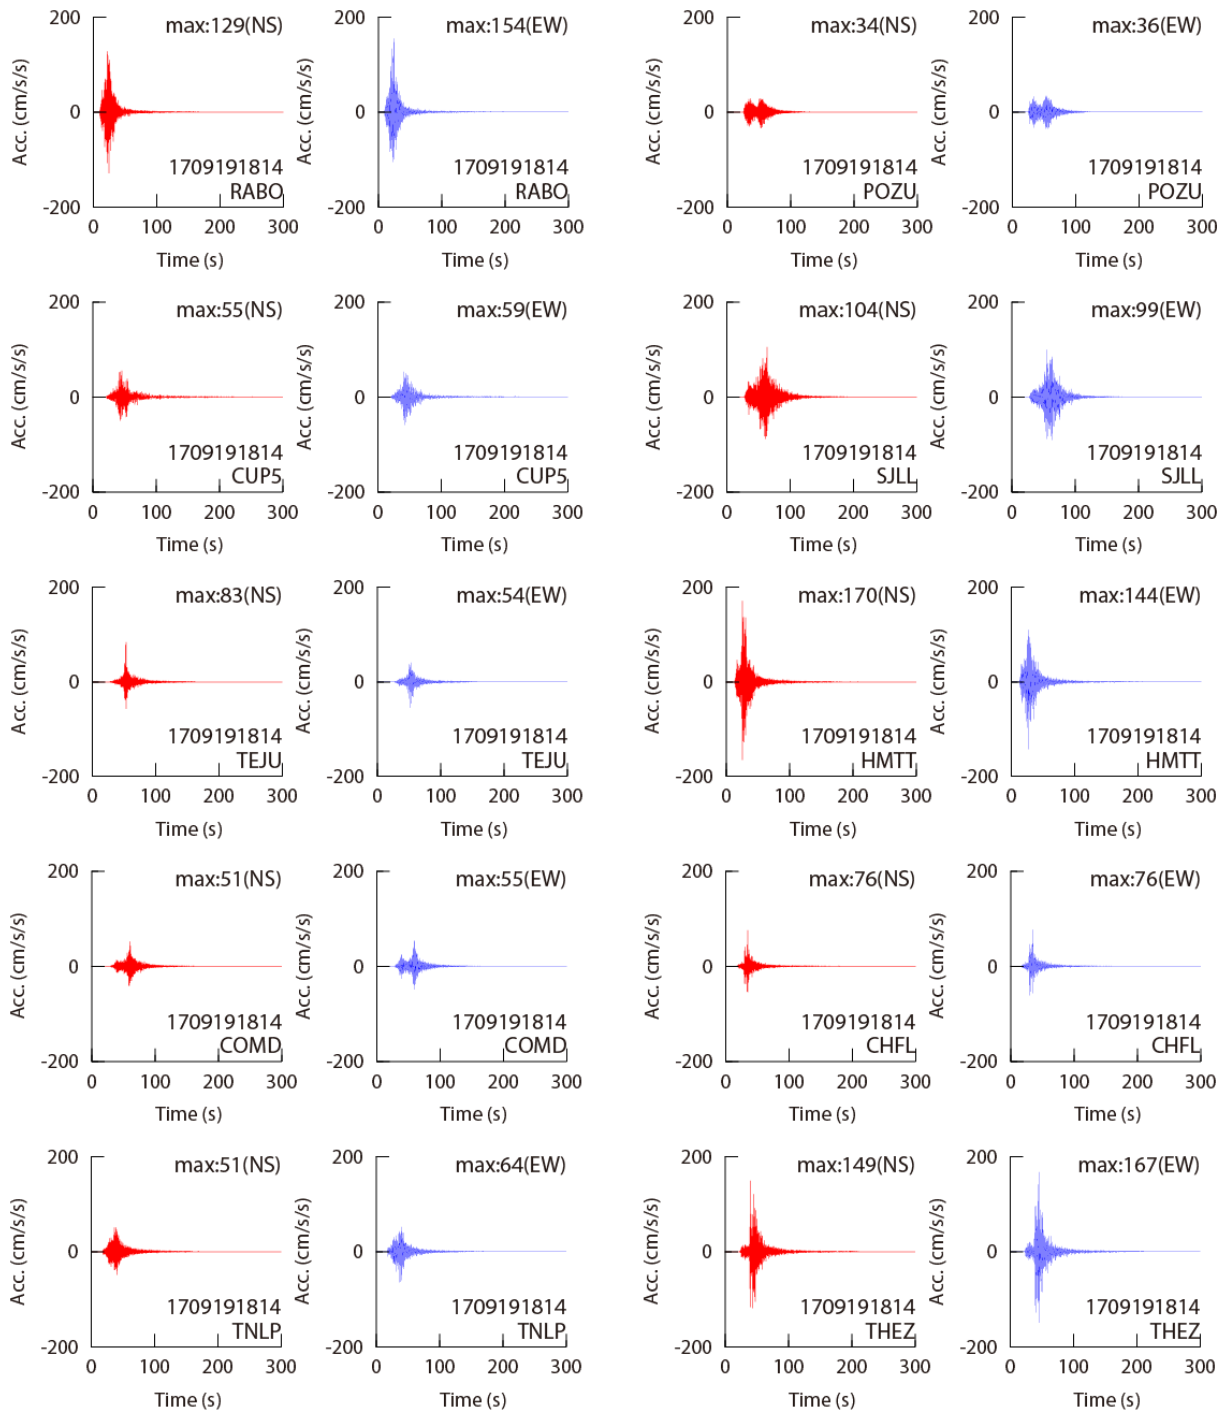 200
max:129(NS)
Acc. (cm/s/s)
0
1709191814
RABO
-200
0 100 200 300
Time (s)
200
max:154(EW)
Acc. (cm/s/s)
0
1709191814
RABO
-200
0 100 200 300
Time (s)
200
max:34(NS)
Acc. (cm/s/s)
0
1709191814
POZU
-200
0 100 200 300
Time (s)
200
max:36(EW)
Acc. (cm/s/s)
0
1709191814
POZU
-200
0 100 200 300
Time (s)
200
max:55(NS)
Acc. (cm/s/s)
0
1709191814
CUP5
-200
0 100 200 300
Time (s)
200
max:59(EW)
Acc. (cm/s/s)
0
1709191814
CUP5
-200
0 100 200 300
Time (s)
200
max:104(NS)
Acc. (cm/s/s)
0
1709191814
SJLL
-200
0 100 200 300
Time (s)
200
max:99(EW)
Acc. (cm/s/s)
0
1709191814
SJLL
-200
0 100 200 300
Time (s)
200
max:83(NS)
Acc. (cm/s/s)
0
1709191814
TEJU
-200
0 100 200 300
Time (s)
200
max:54(EW)
Acc. (cm/s/s)
0
1709191814
TEJU
-200
0 100 200 300
Time (s)
200
max:170(NS)
Acc. (cm/s/s)
0
1709191814
HMTT
-200
0 100 200 300
Time (s)
200
max:144(EW)
Acc. (cm/s/s)
0
1709191814
HMTT
-200
0 100 200 300
Time (s)
200
max:51(NS)
Acc. (cm/s/s)
0
1709191814
COMD
-200
0 100 200 300
Time (s)
200
max:55(EW)
Acc. (cm/s/s)
0
1709191814
COMD
-200
0 100 200 300
Time (s)
200
max:76(NS)
Acc. (cm/s/s)
0
1709191814
CHFL
-200
0 100 200 300
Time (s)
200
max:76(EW)
Acc. (cm/s/s)
0
1709191814
CHFL
-200
0 100 200 300
Time (s)
200
max:51(NS)
Acc. (cm/s/s)
0
1709191814
TNLP
-200
0 100 200 300
Time (s)
200
max:64(EW)
Acc. (cm/s/s)
0
1709191814
TNLP
-200
0 100 200 300
Time (s)
200
max:149(NS)
Acc. (cm/s/s)
0
1709191814
THEZ
-200
0 100 200 300
Time (s)
200
max:167(EW)
Acc. (cm/s/s)
0
1709191814
THEZ
-200
0 100 200 300
Time (s)